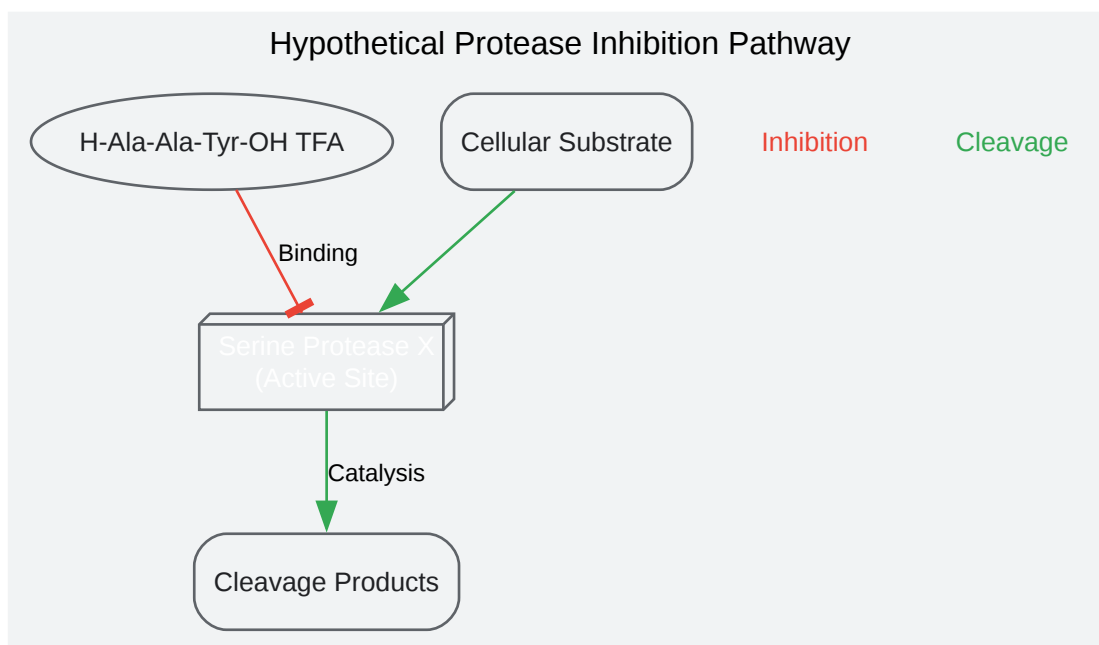 Hypothetical Protease Inhibition Pathway
H-Ala-Ala-Tyr-OH TFA
Cellular Substrate
Inhibition
Cleavage
Binding
Serine Protease X
(Active Site)
Catalysis
Cleavage Products